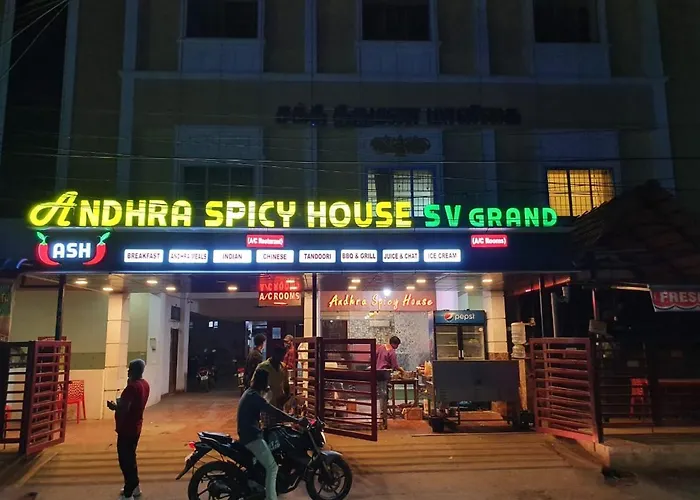 ANDHRA SPICY HOUSE SV GRAND
(A/C Restaurant) (A/C Rooms)
ASH
BREAKFAST ANDHRA MEALS INDIAN CHINESE TANDOORI BBQ & GRILL JUICE & CHAT ICE CREAM
A/C ROOMS
Andhra Spicy House
pepsi
FRES